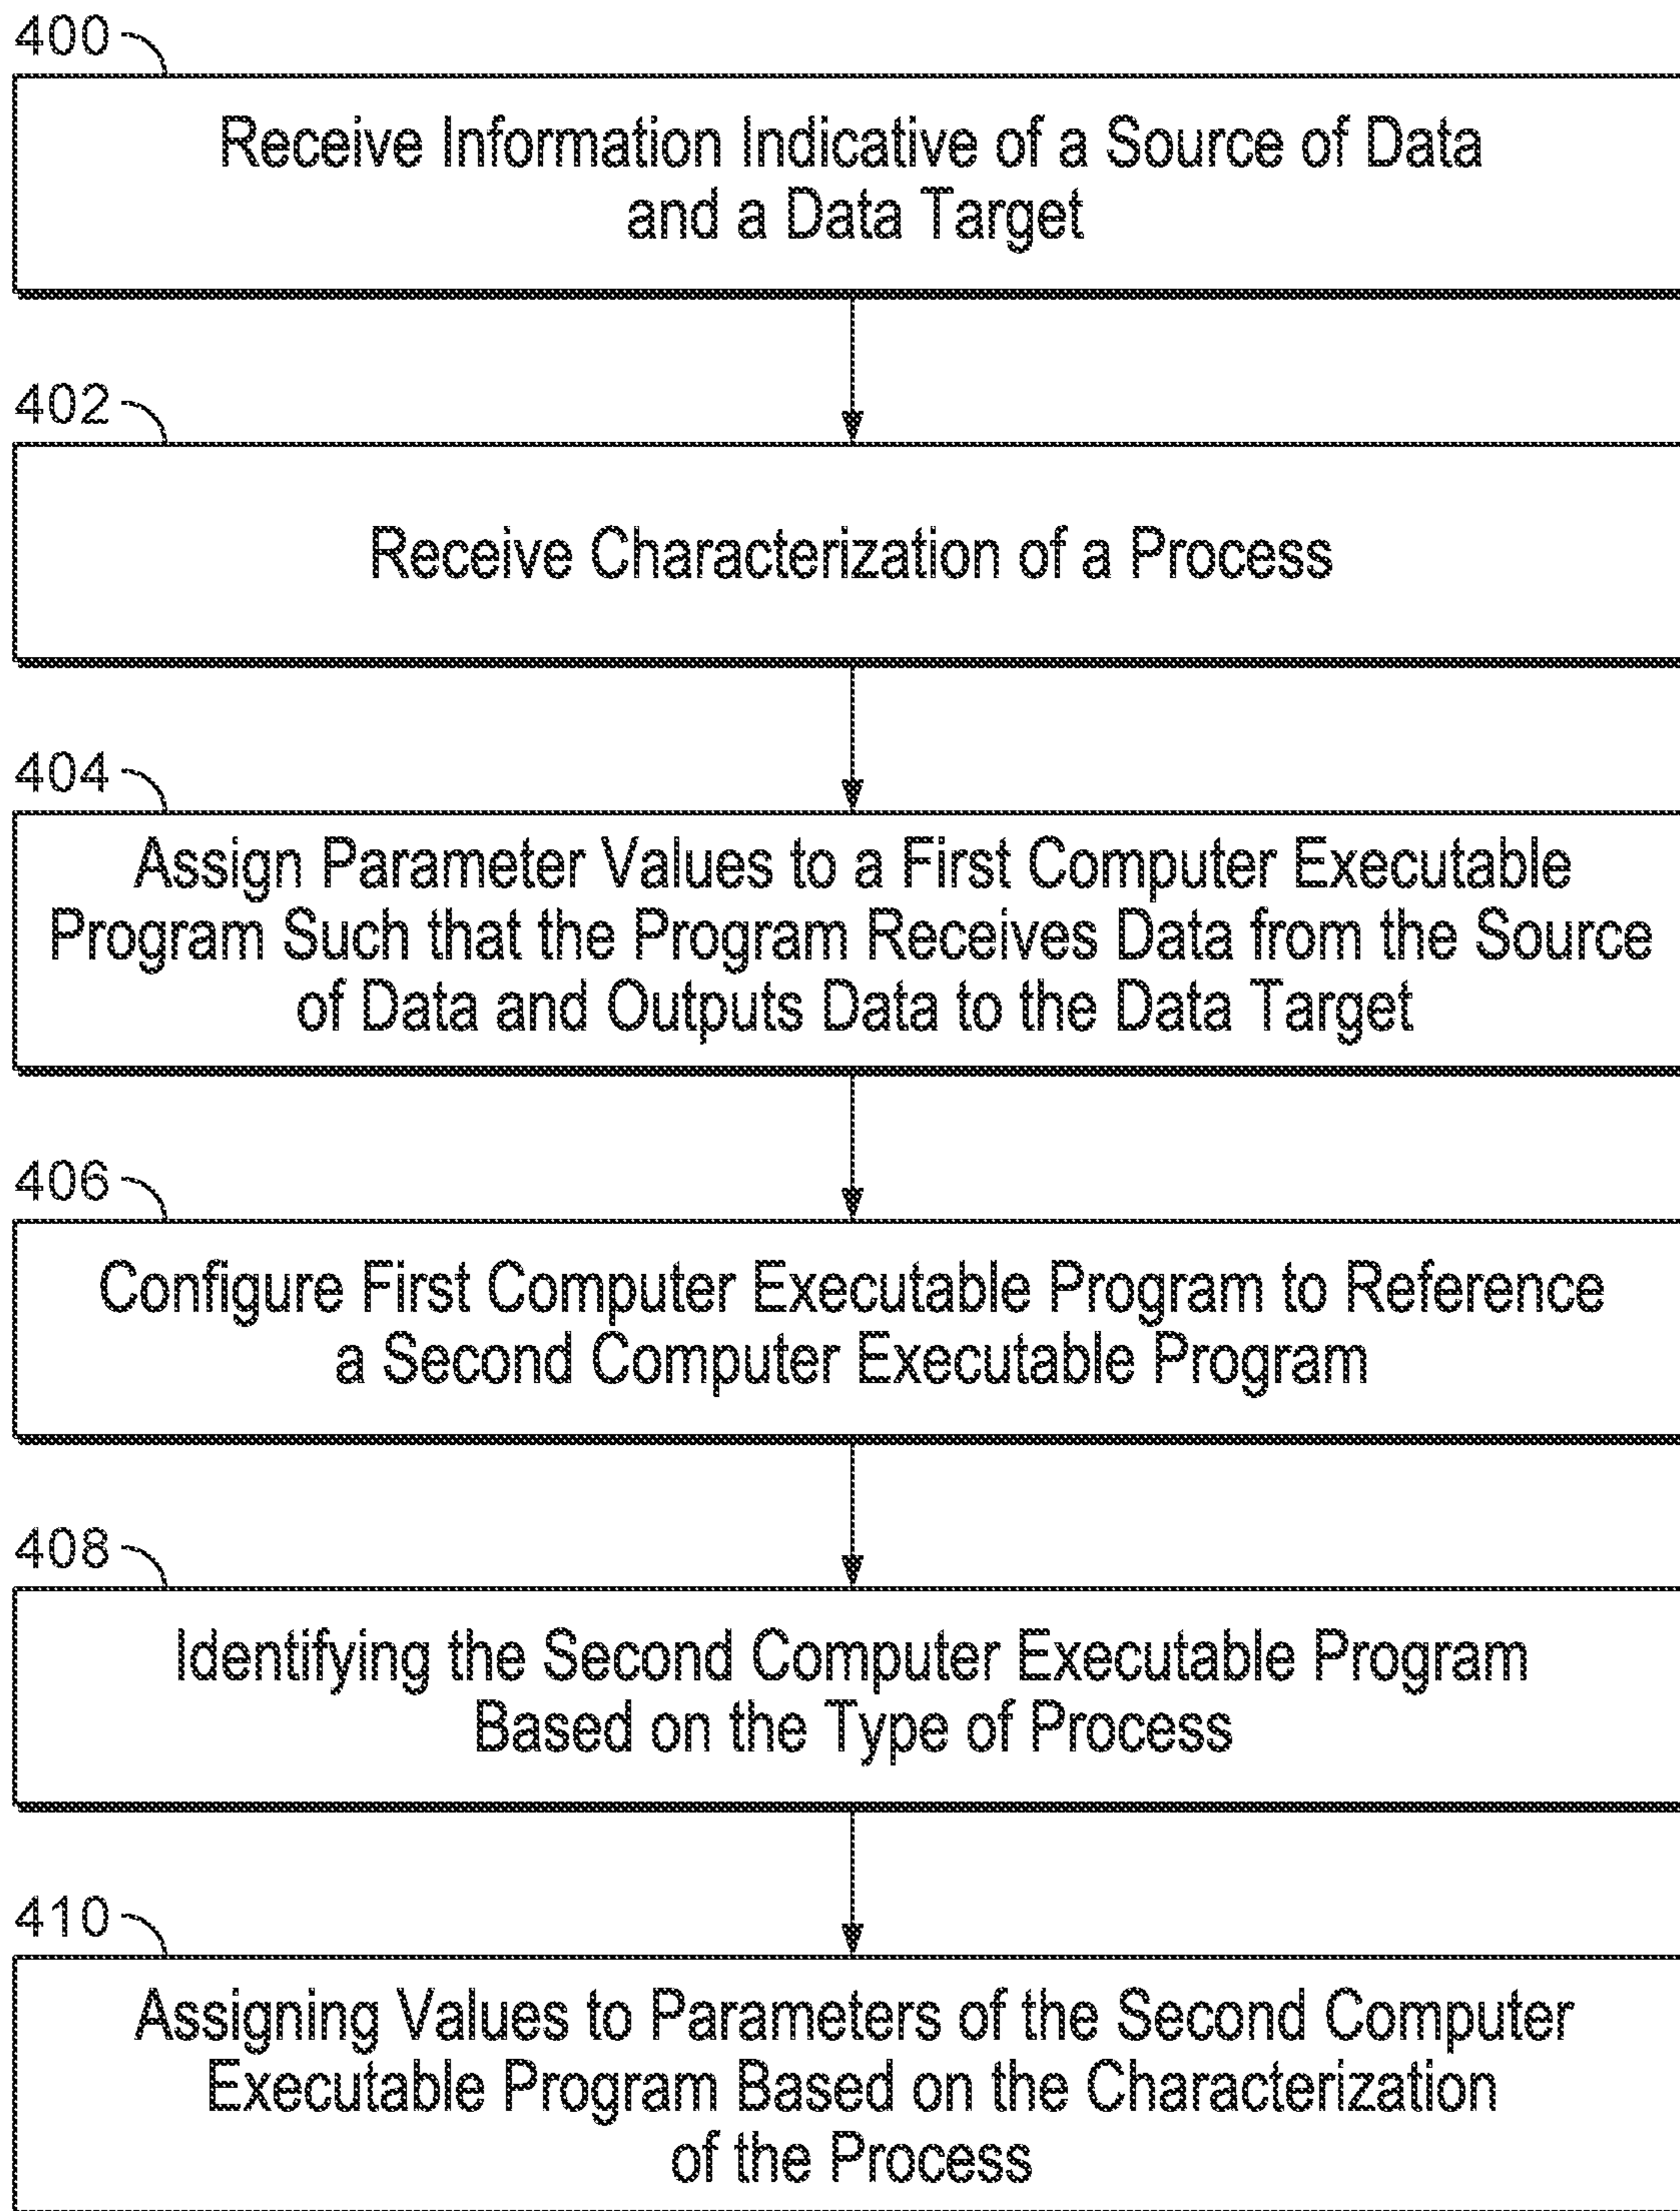 400
Receive Information Indicative of a Source of Data
and a Data Target
402
Receive Characterization of a Process
404
Assign Parameter Values to a First Computer Executable
Program Such that the Program Receives Data from the Source
of Data and Outputs Data to the Data Target
406
Configure First Computer Executable Program to Reference
a Second Computer Executable Program
408
Identifying the Second Computer Executable Program
Based on the Type of Process
410
Assigning Values to Parameters of the Second Computer
Executable Program Based on the Characterization
of the Process